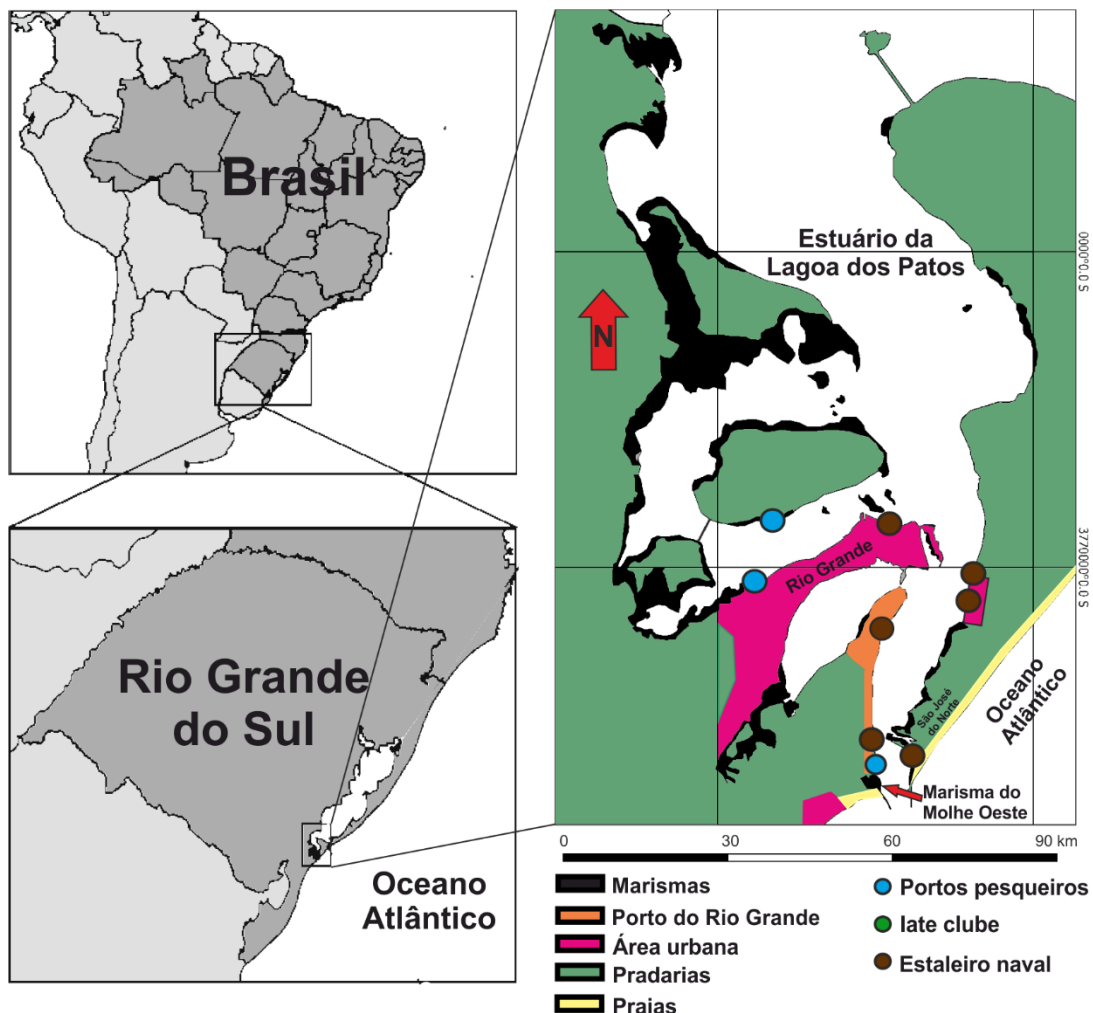 Brasil
Rio Grande
do Sul
Oceano
Atlântico
Estuário da
Lagoa dos Patos
N
0000°0.0 S
Rio Grande
3770000°0.0 S
São José
do Norte
Oceano
Atlântico
Marisma do
Molhe Oeste
0 30 60 90 km
Marismas
Porto do Rio Grande
Área urbana
Pradarias
Praias
Portos pesqueiros
Iate clube
Estaleiro naval